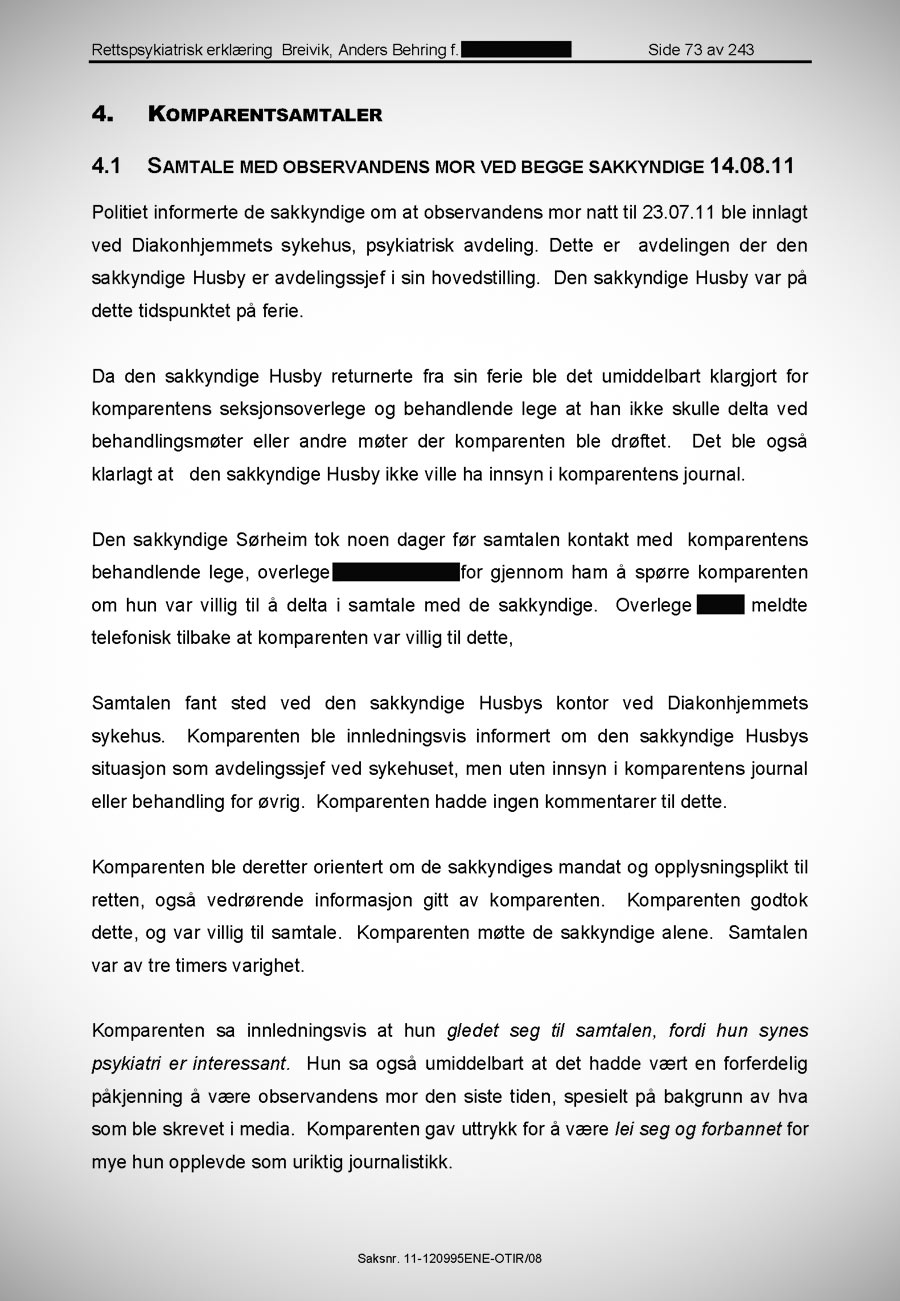 Rettspsykiatrisk erklæring Breivik, Anders Behring f. Side 73 av 243
4. KOMPARENTSAMTALER
4.1 SAMTALE MED OBSERVANDENS MOR VED BEGGE SAKKYNDIGE 14.08.11
Politiet informerte de sakkyndige om at observandens mor natt til 23.07.11 ble innlagt
ved Diakonhjemmets sykehus, psykiatrisk avdeling. Dette er avdelingen der den
sakkyndige Husby er avdelingssjef i sin hovedstilling. Den sakkyndige Husby var på
dette tidspunktet på ferie.
Da den sakkyndige Husby returnerte fra sin ferie ble det umiddelbart klargjort for
komparentens seksjonsoverlege og behandlende lege at han ikke skulle delta ved
behandlingsmøter eller andre møter der komparenten ble drøftet. Det ble også
klarlagt at den sakkyndige Husby ikke ville ha innsyn i komparentens journal.
Den sakkyndige Sørheim tok noen dager før samtalen kontakt med komparentens
behandlende lege, overlege for gjennom ham å spørre komparenten
om hun var villig til å delta i samtale med de sakkyndige. Overlege meldte
telefonisk tilbake at komparenten var villig til dette,
Samtalen fant sted ved den sakkyndige Husbys kontor ved Diakonhjemmets
sykehus. Komparenten ble innledningsvis informert om den sakkyndige Husbys
situasjon som avdelingssjef ved sykehuset, men uten innsyn i komparentens journal
eller behandling for øvrig. Komparenten hadde ingen kommentarer til dette.
Komparenten ble deretter orientert om de sakkyndiges mandat og opplysningsplikt til
retten, også vedrørende informasjon gitt av komparenten. Komparenten godtok
dette, og var villig til samtale. Komparenten møtte de sakkyndige alene. Samtalen
var av tre timers varighet.
Komparenten sa innledningsvis at hun gledet seg til samtalen, fordi hun synes
psykiatri er interessant. Hun sa også umiddelbart at det hadde vært en forferdelig
påkjenning å være observandens mor den siste tiden, spesielt på bakgrunn av hva
som ble skrevet i media. Komparenten gav uttrykk for å være lei seg og forbannet for
mye hun opplevde som uriktig journalistikk.
Saksnr. 11-120995ENE-OTIR/08